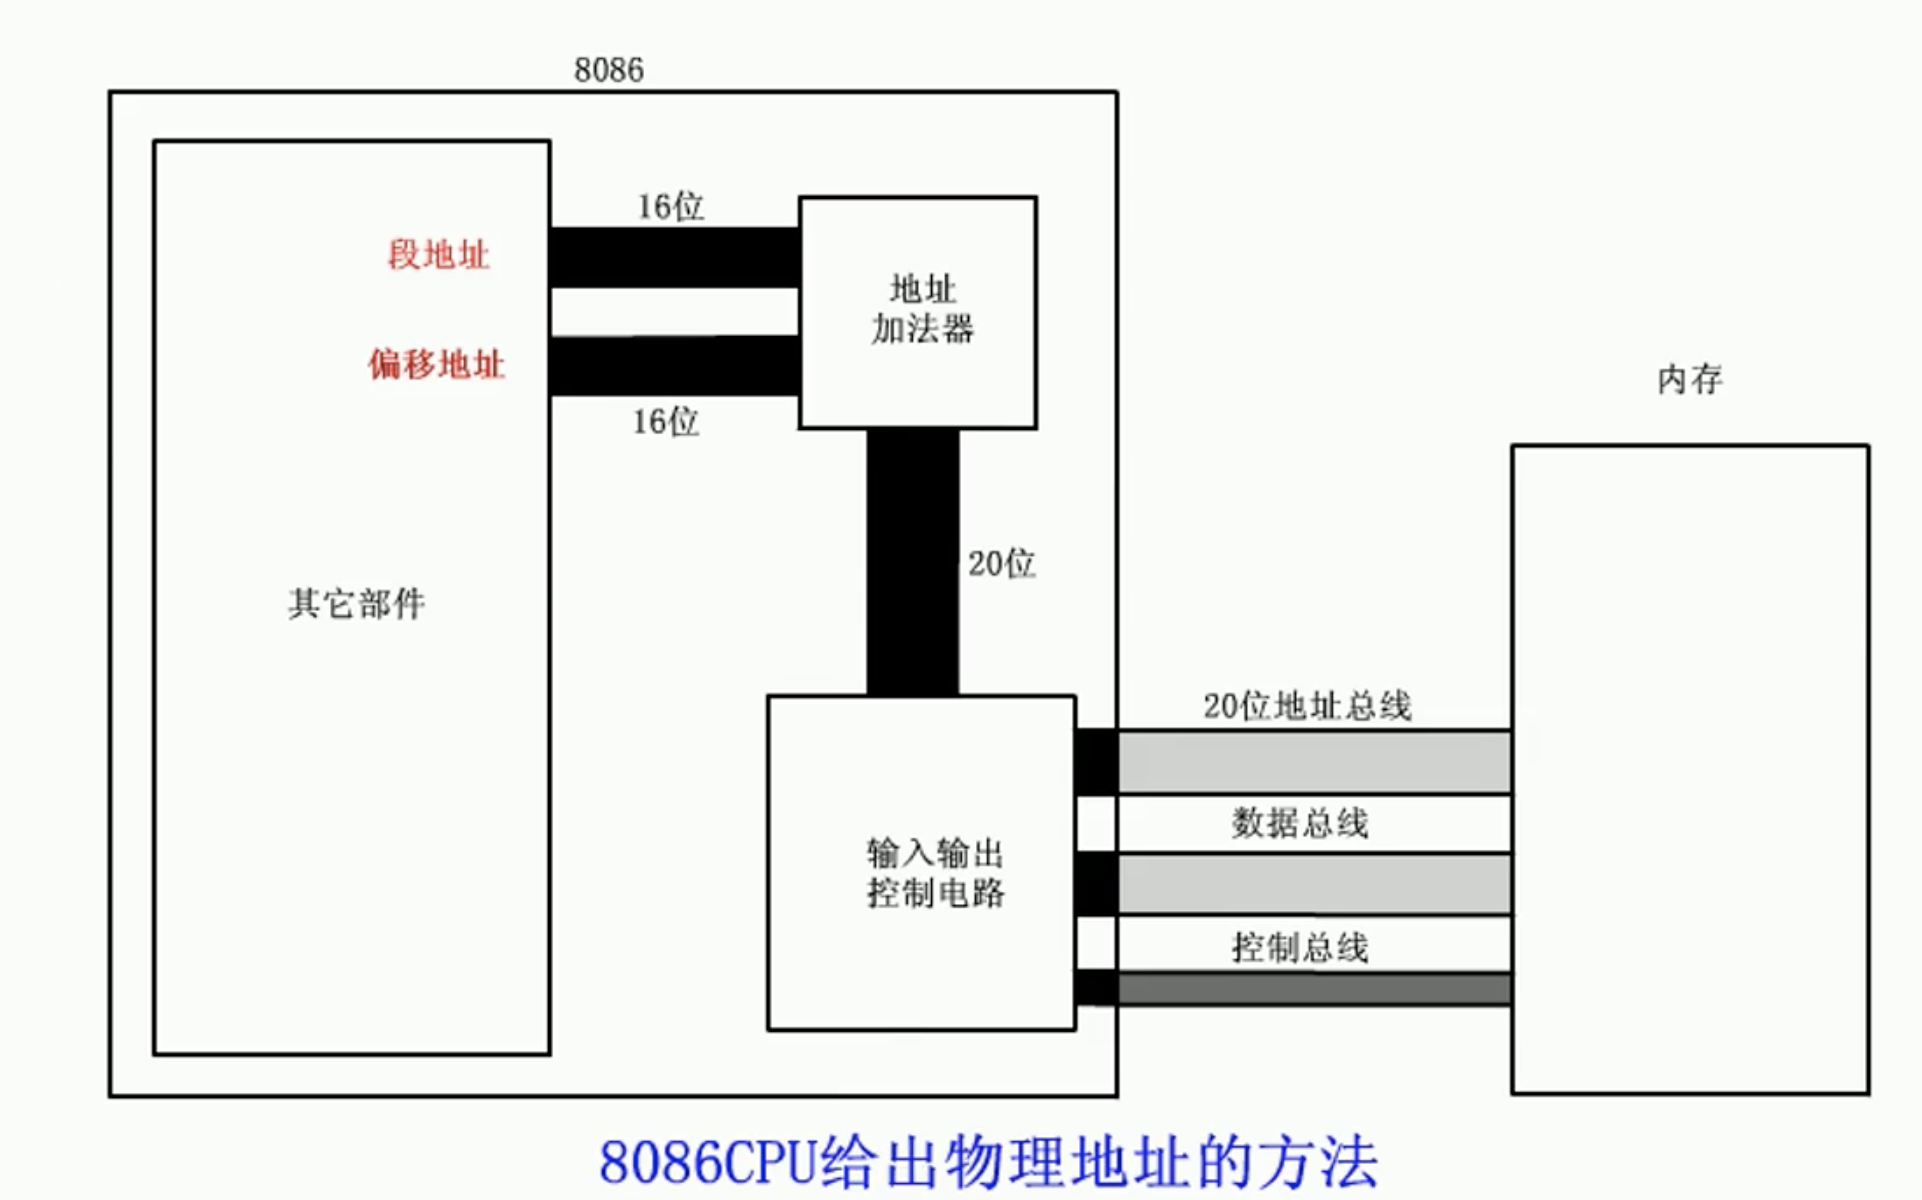 8086
16位
段地址
地址
加法器
偏移地址
16位
内存
20位
其它部件
20位地址总线
数据总线
输入输出
控制电路
控制总线
8086CPU给出物理地址的方法